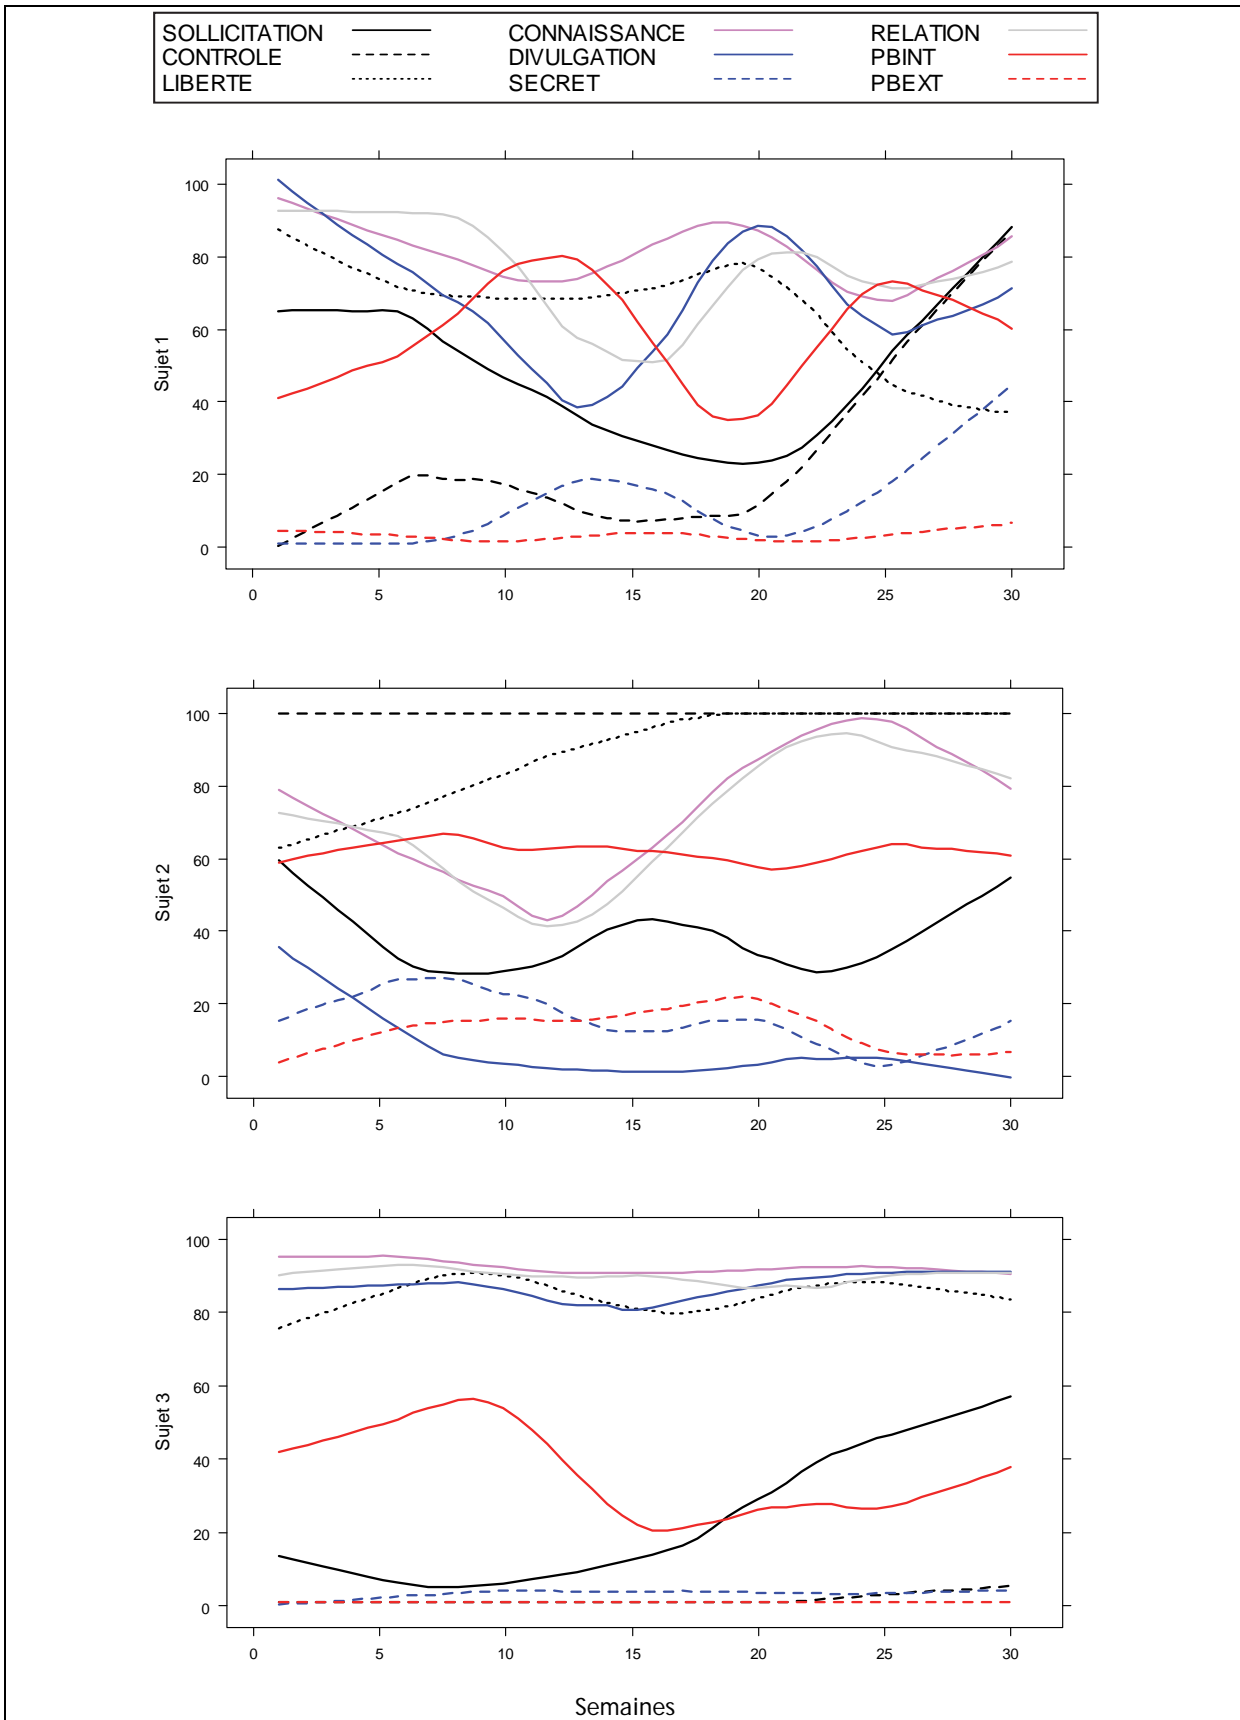 SOLLICITATION CONNAISSANCE RELATION
CONTROLE DIVULGATION PBINT
LIBERTE SECRET PBEXT
100
80
60
40
20
0
Sujet 1
0 5 10 15 20 25 30
100
80
60
40
20
0
Sujet 2
0 5 10 15 20 25 30
100
80
60
40
20
0
Sujet 3
0 5 10 15 20 25 30
Semaines